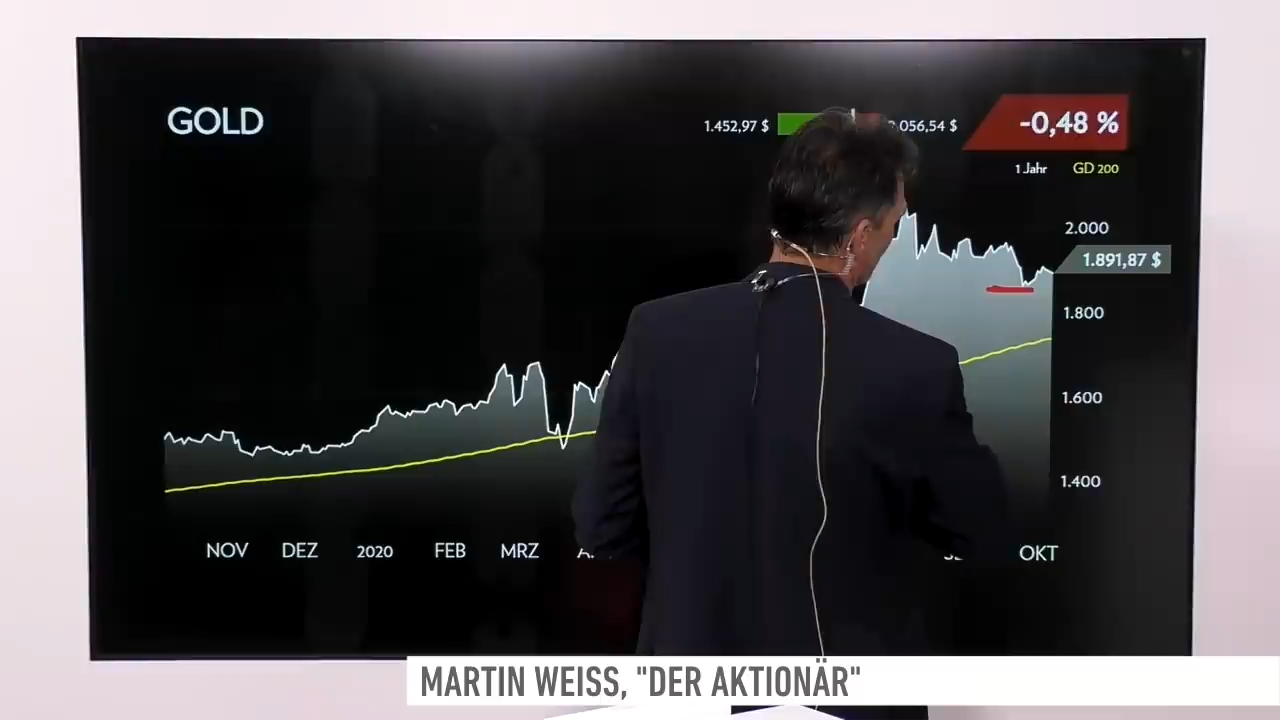 GOLD
1.452,97 $
056,54 $
-0,48 %
1 Jahr
GD 200
2.000
1.891,87 $
1.800
1.600
1.400
NOV
DEZ
2020
FEB
MRZ
OKT
MARTIN WEISS, "DER AKTIONÄR"